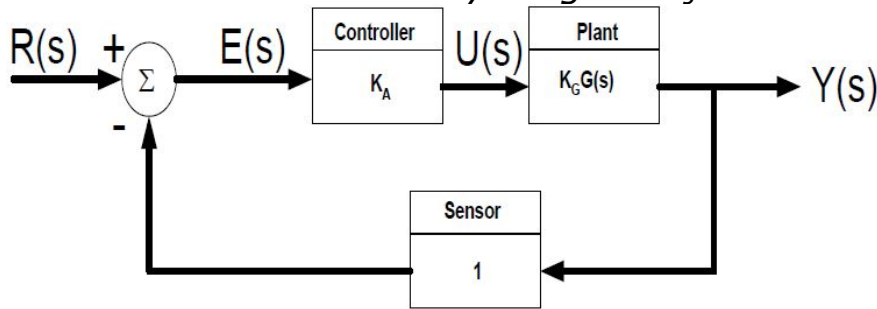 Controller
Plant
R(s)
+
E(s)
U(s)
Y(s)
Σ
K_A
K_GG(s)
-
Sensor
1